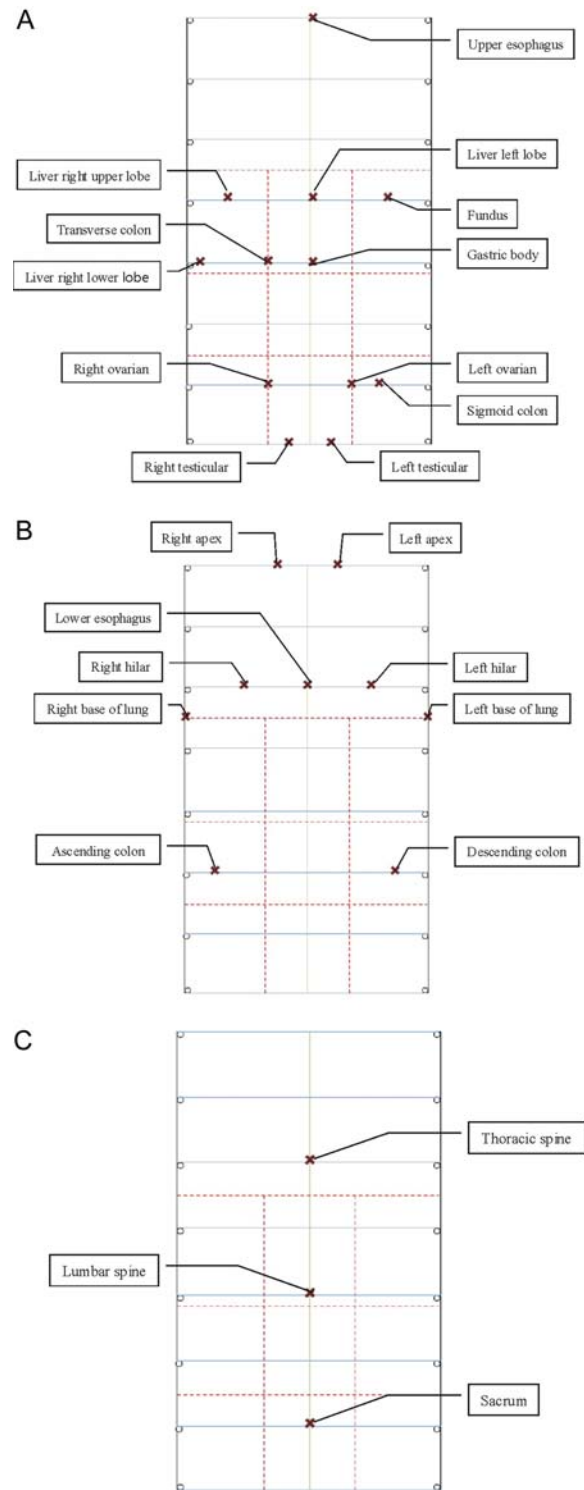 A
Upper esophagus
Liver left lobe
Liver right upper lobe
Fundus
Transverse colon
Gastric body
Liver right lower lobe
Right ovarian
Left ovarian
Sigmoid colon
Right testicular
Left testicular
B
Right apex
Left apex
Lower esophagus
Right hilar
Left hilar
Right base of lung
Left base of lung
Ascending colon
Descending colon
C
Thoracic spine
Lumbar spine
Sacrum